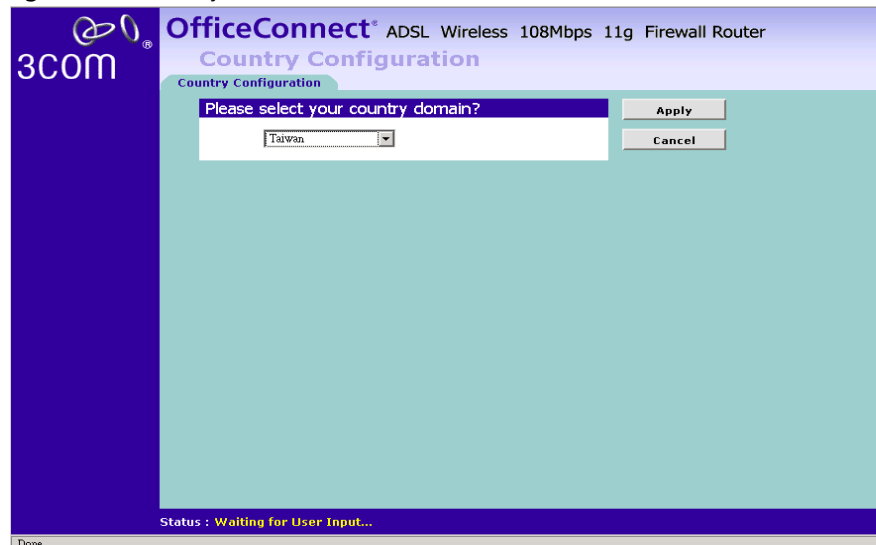 OfficeConnect® ADSL Wireless 108Mbps 11g Firewall Router
3COM®
Country Configuration
Country Configuration
Please select your country domain?
Apply
Taiwan
Cancel
Status : Waiting for User Input...
Done